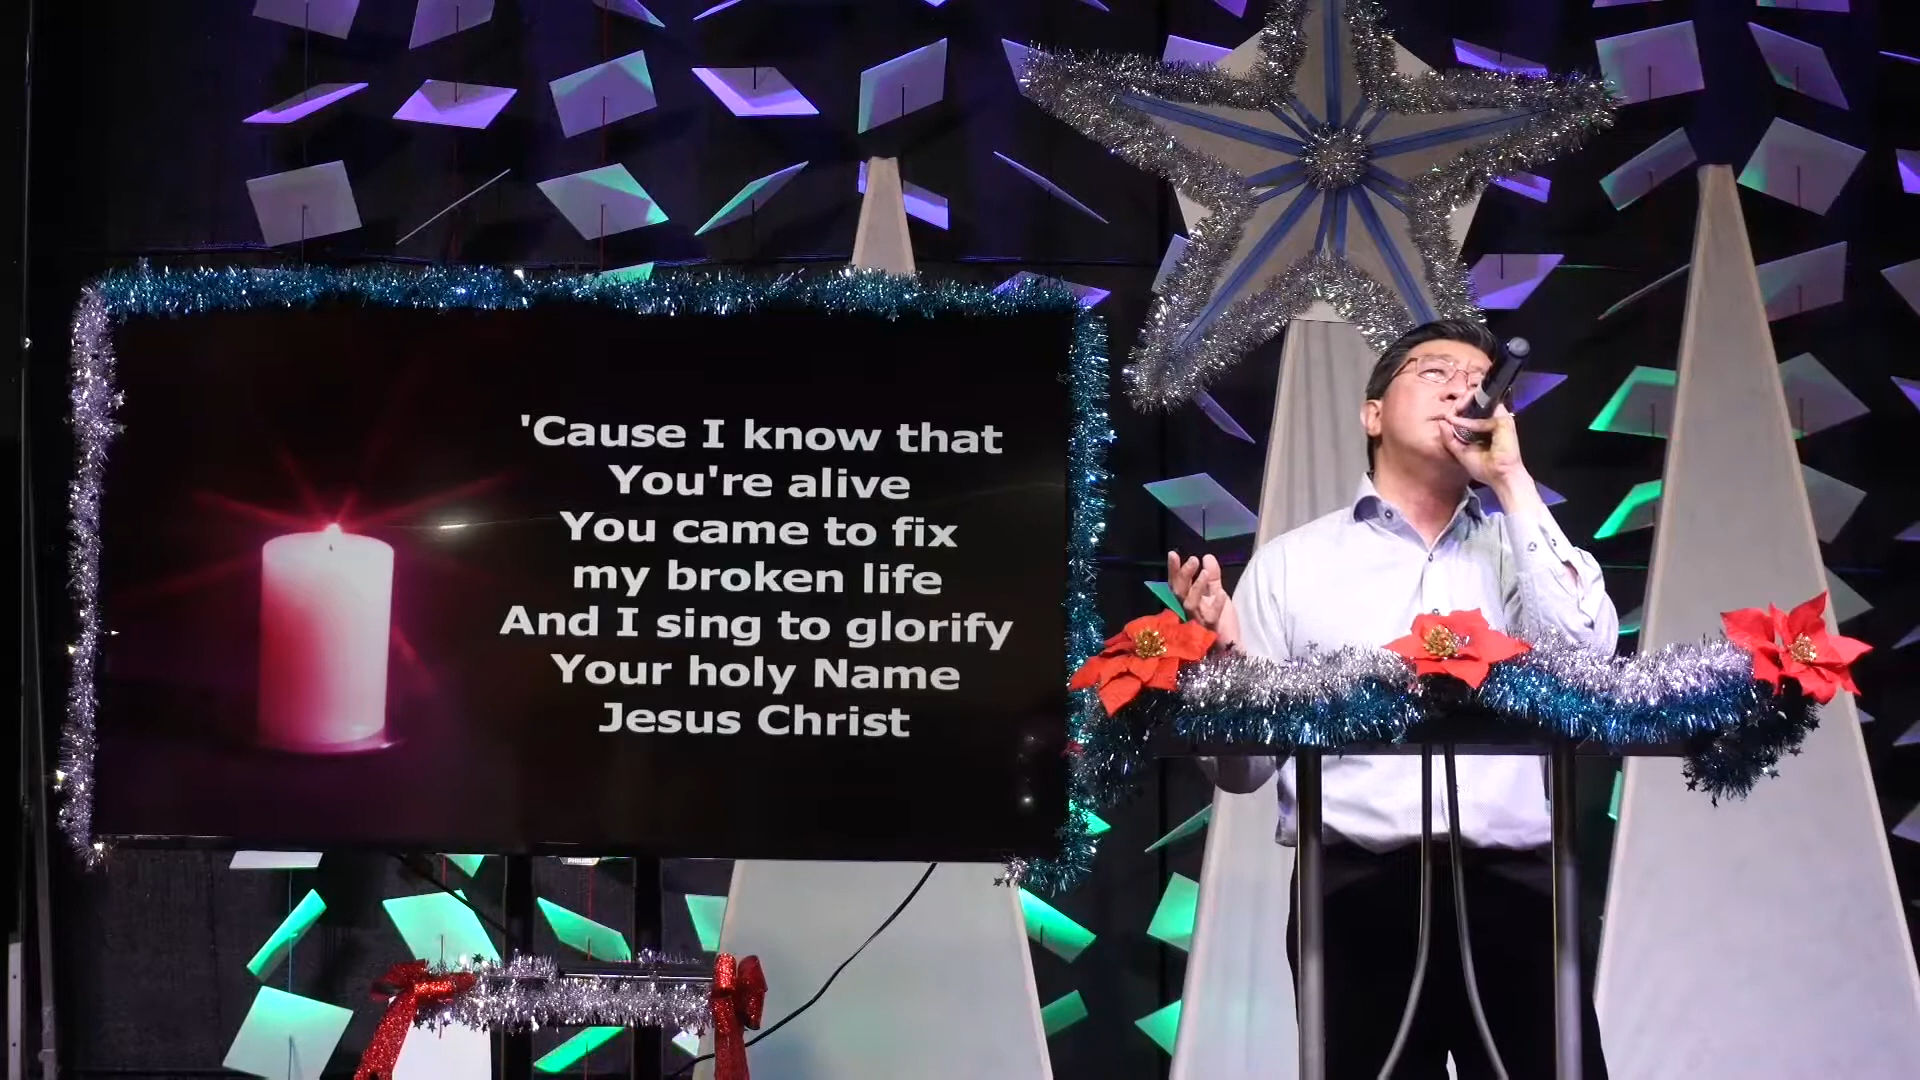 'Cause I know that
You're alive
You came to fix
my broken life
And I sing to glorify
Your holy Name
Jesus Christ
PHILIPS